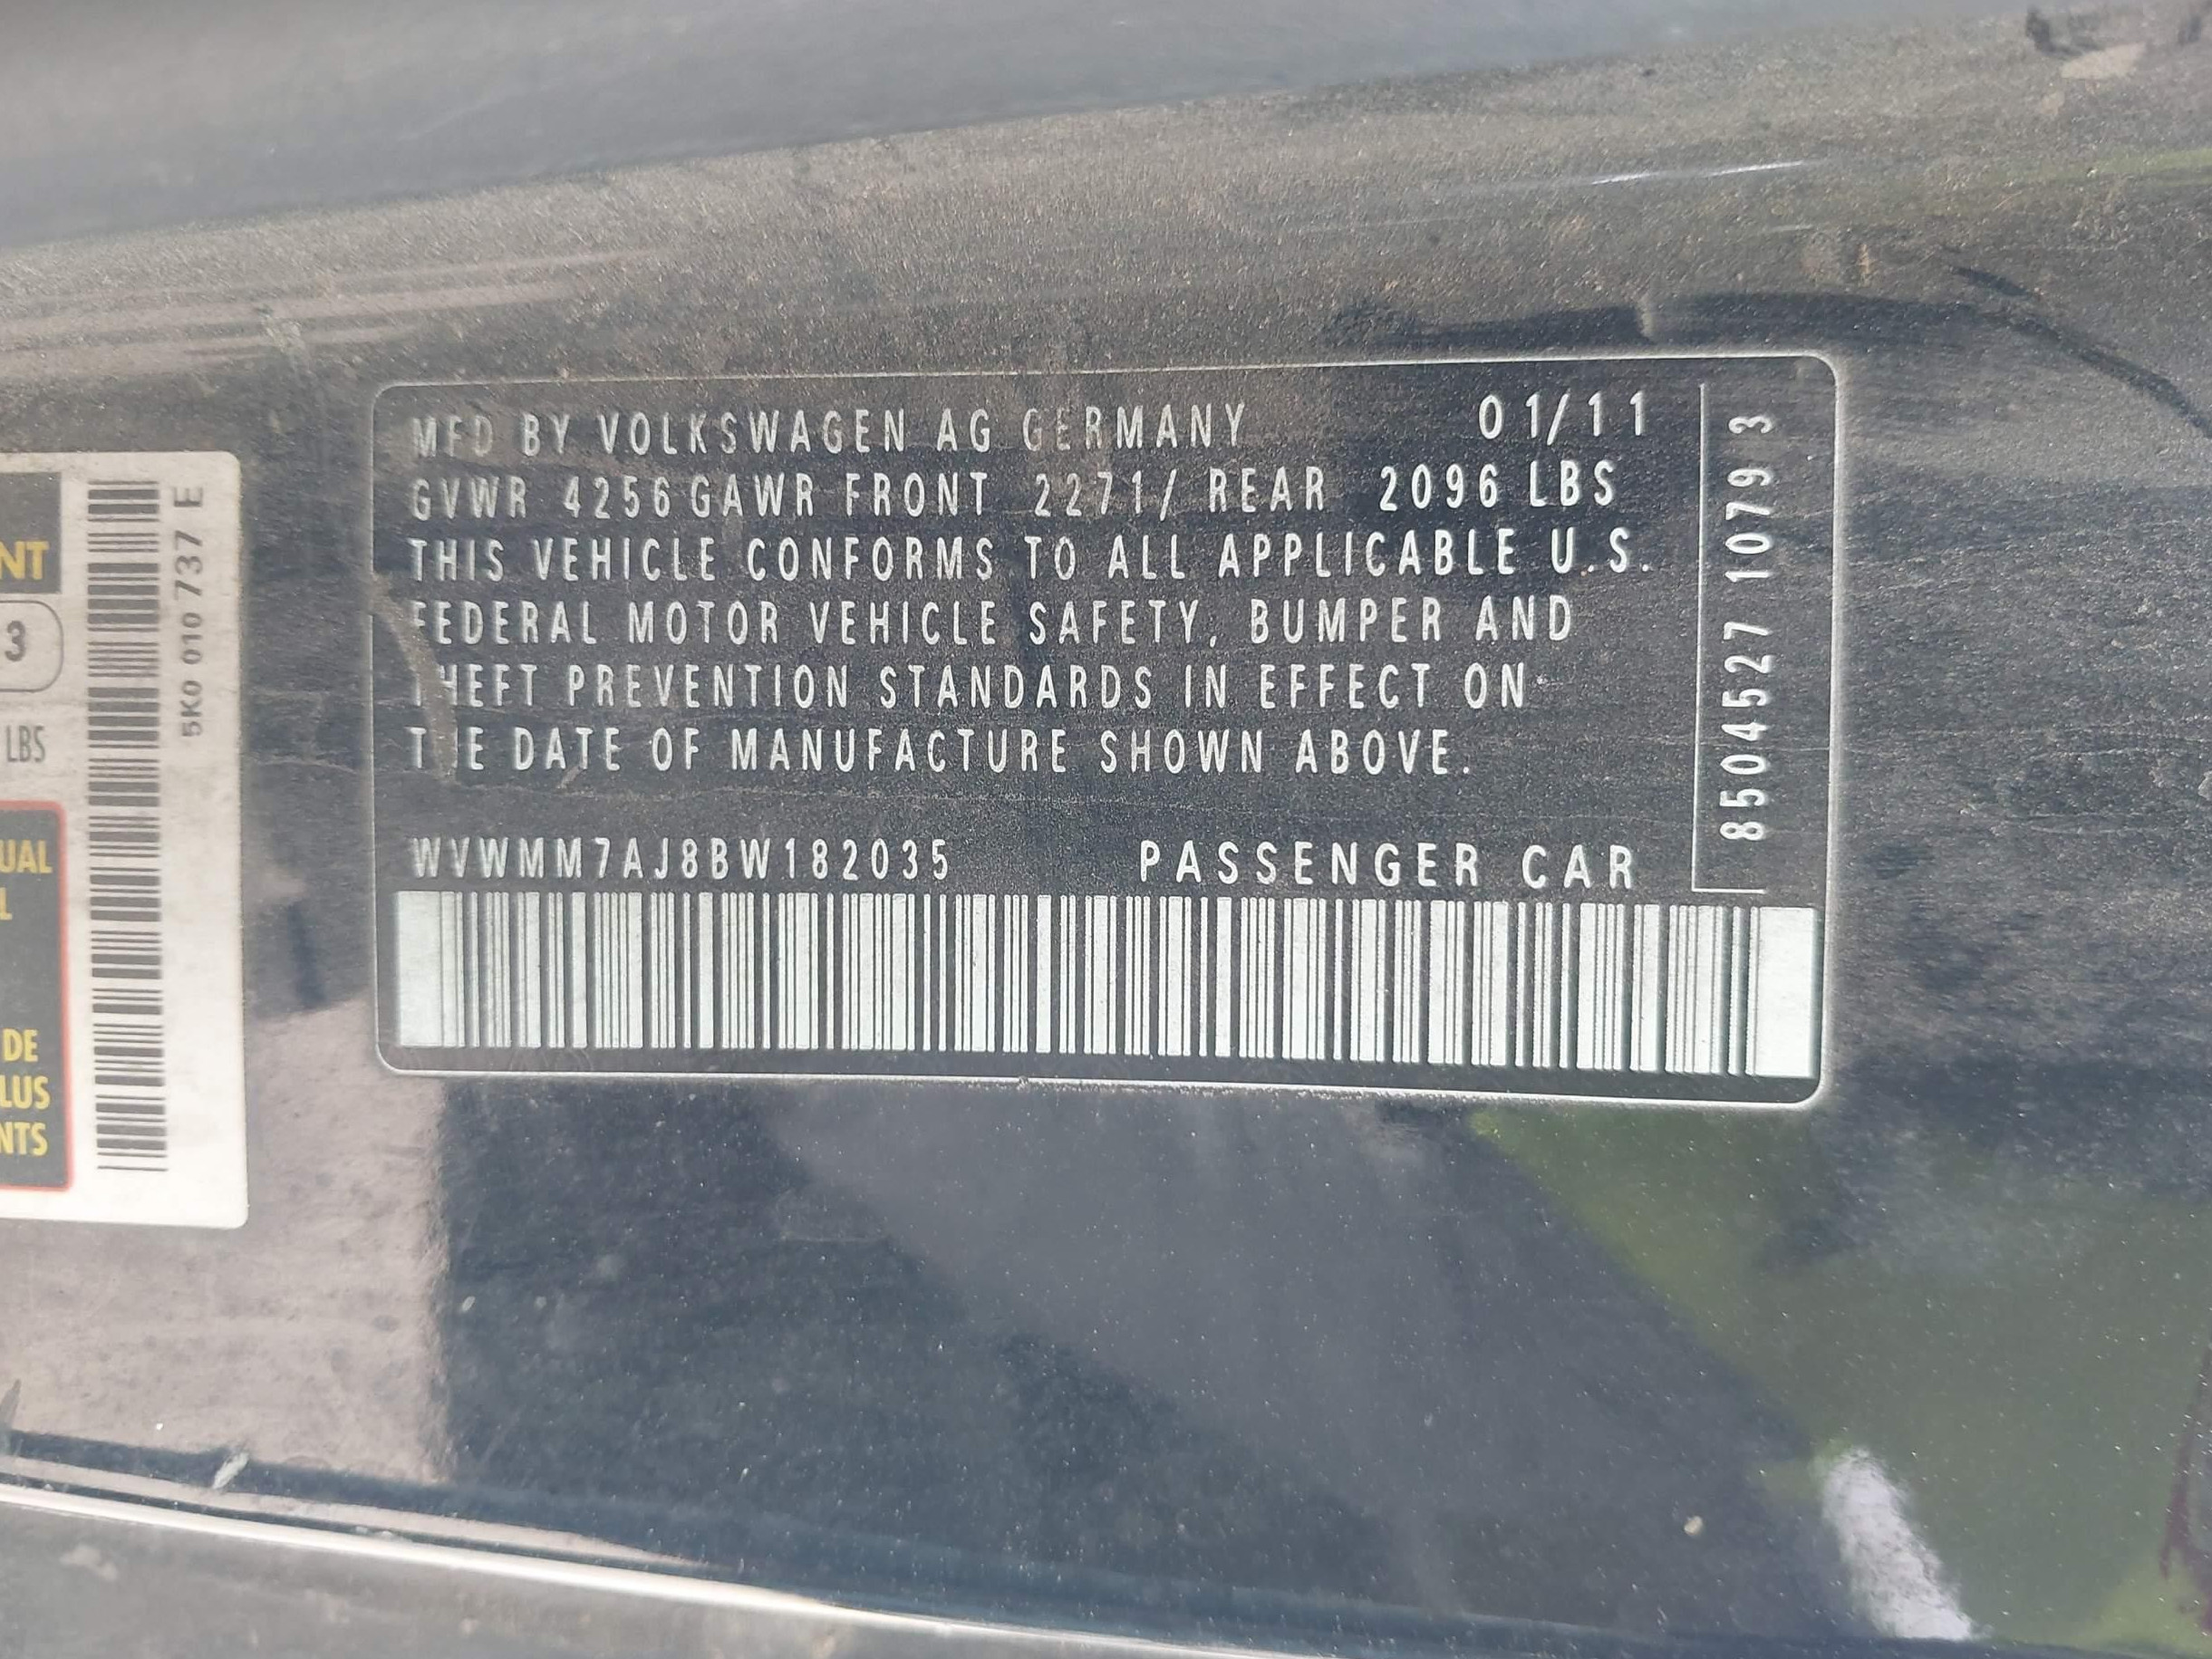 MFD BY VOLKSWAGEN AG GERMANY 01/11
GVWR 4256 GAWR FRONT 2271/ REAR 2096 LBS
THIS VEHICLE CONFORMS TO ALL APPLICABLE U.S.
FEDERAL MOTOR VEHICLE SAFETY, BUMPER AND
THEFT PREVENTION STANDARDS IN EFFECT ON
THE DATE OF MANUFACTURE SHOWN ABOVE.
WVWMM7AJ8BW182035 PASSENGER CAR
8504527 10793
NT
3
LBS
UAL
L
DE
LUS
NTS
5K0 010 737 E